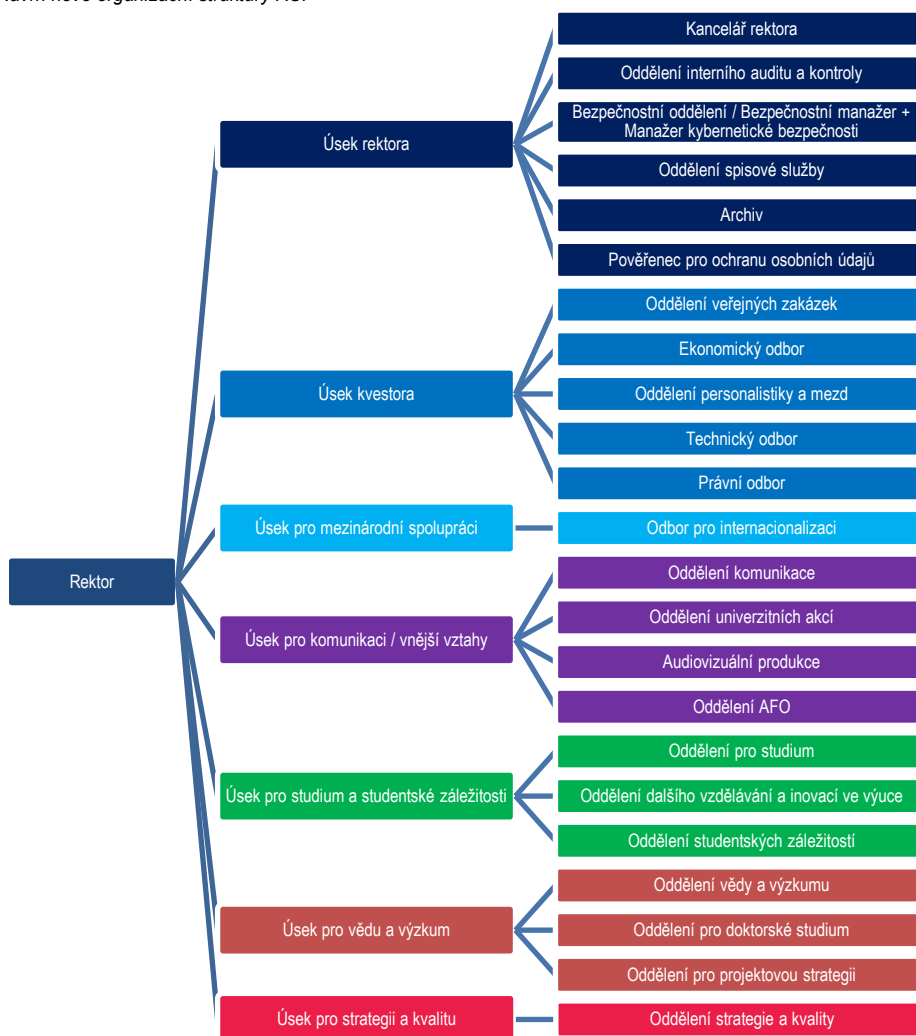 nové organizační struktury
Kancelář rektora
Oddělení interního auditu a kontroly
Bezpečnostní oddělení / Bezpečnostní manažer +
Manažer kybernetické bezpečnosti
Úsek rektora
Oddělení spisové služby
Archiv
Pověřenec pro ochranu osobních údajů
Oddělení veřejných zakázek
Ekonomický odbor
Úsek kvestora
Oddělení personalistiky a mezd
Technický odbor
Právní odbor
Úsek pro mezinárodní spolupráci
Odbor pro internacionalizaci
Rektor
Oddělení komunikace
Oddělení univerzitních akcí
Úsek pro komunikaci / vnější vztahy
Audiovizuální produkce
Oddělení AFO
Oddělení pro studium
Úsek pro studium a studentské záležitosti
Oddělení dalšího vzdělávání a inovací ve výuce
Oddělení studentských záležitostí
Oddělení vědy a výzkumu
Úsek pro vědu a výzkum
Oddělení pro doktorské studium
Oddělení pro projektovou strategii
Úsek pro strategii a kvalitu
Oddělení strategie a kvality